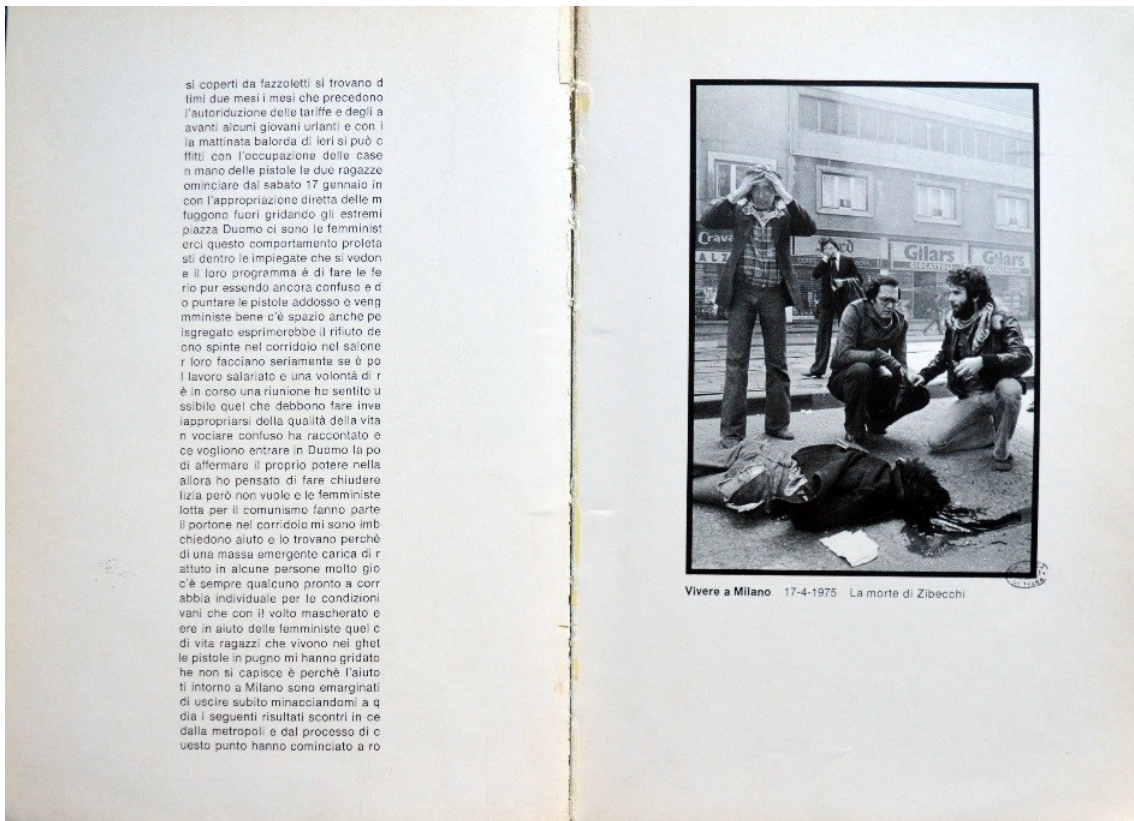 si coperti da fazzoletti si trovano d
timi due mesi i mesi che precedono
l'autoriduzione delle tariffe e degli a
avanti alcuni giovani urlanti e con i
la mattinata balorda di ieri si può c
ffitti con l'occupazione delle case
n mano delle pistole le due ragazze
ominciare dal sabato 17 gennaio in
con l'appropriazione diretta delle m
fuggono fuori gridando gli estremi
piazza Duomo ci sono le femminist
erci questo comportamento proleta
sti dentro le impiegate che si vedon
e il loro programma è di fare le fe
rio pur essendo ancora confuso e d
o puntare le pistole addosso e veng
mministe bene c'è spazio anche pe
isgregato esprimerebbe il rifiuto de
ono spinte nel corridoio nel salone
r loro facciano seriamente se è po
l lavoro salariato e una volontà di r
è in corso una riunione ho sentito u
ssibile quel che debbono fare inve
iappropriarsi della qualità della vita
n vociare confuso ha raccontato e
ce vogliono entrare in Duomo la po
di affermare il proprio potere nella
allora ho pensato di fare chiudere
lizia però non vuole e le femministe
lotta per il comunismo fanno parte
il portone nel corridoio mi sono imb
chiedono aiuto e lo trovano perchè
di una massa emergente carica di r
attuto in alcune persone molto gio
c'è sempre qualcuno pronto a corr
abbia individuale per le condizioni
vani che con il volto mascherato e
ere in aiuto delle femministe quel c
di vita ragazzi che vivono nei ghet
le pistole in pugno mi hanno gridato
he non si capisce è perchè l'aiuto
ti intorno a Milano sono emarginati
di uscire subito minacciandomi a q
dia i seguenti risultati scontri in ce
dalla metropoli e dal processo di c
uesto punto hanno cominciato a ro
Crava
ALZ
Gilars
GIOCATTOLI
Gilars
Vivere a Milano 17-4-1975 La morte di Zibecchi